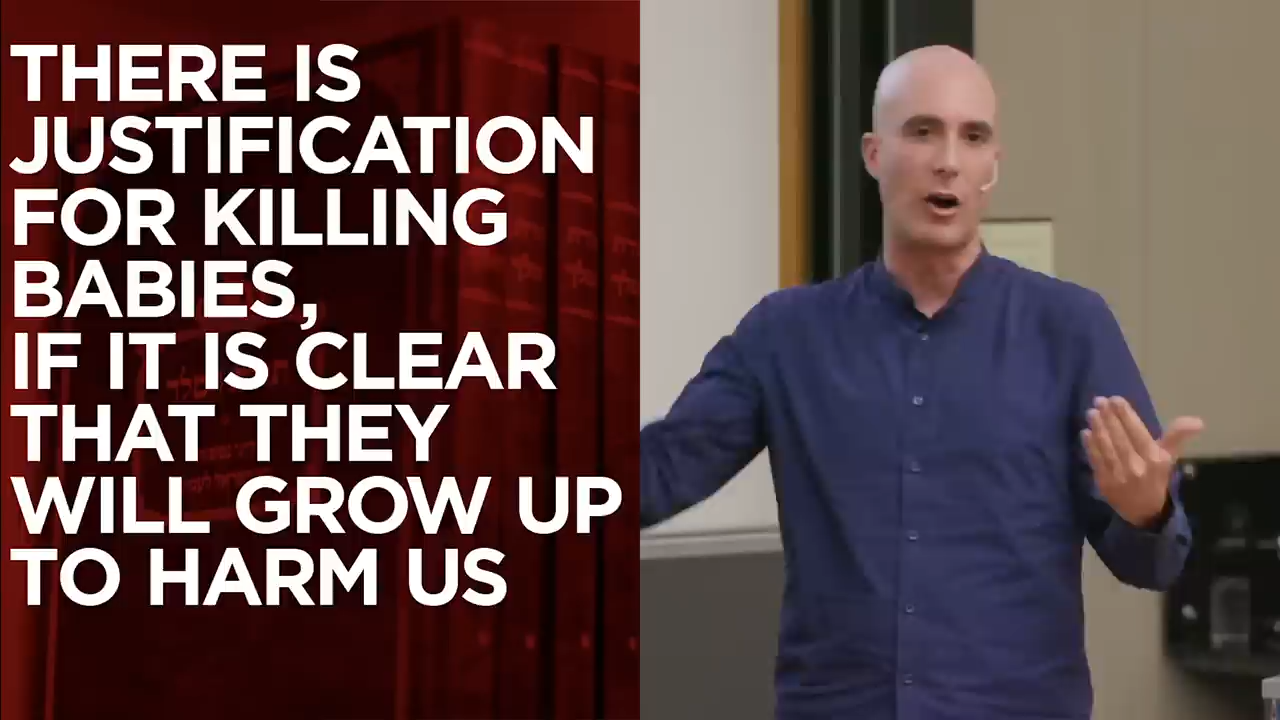 THERE IS
JUSTIFICATION
FOR KILLING
BABIES,
IF IT IS CLEAR
THAT THEY
WILL GROW UP
TO HARM US